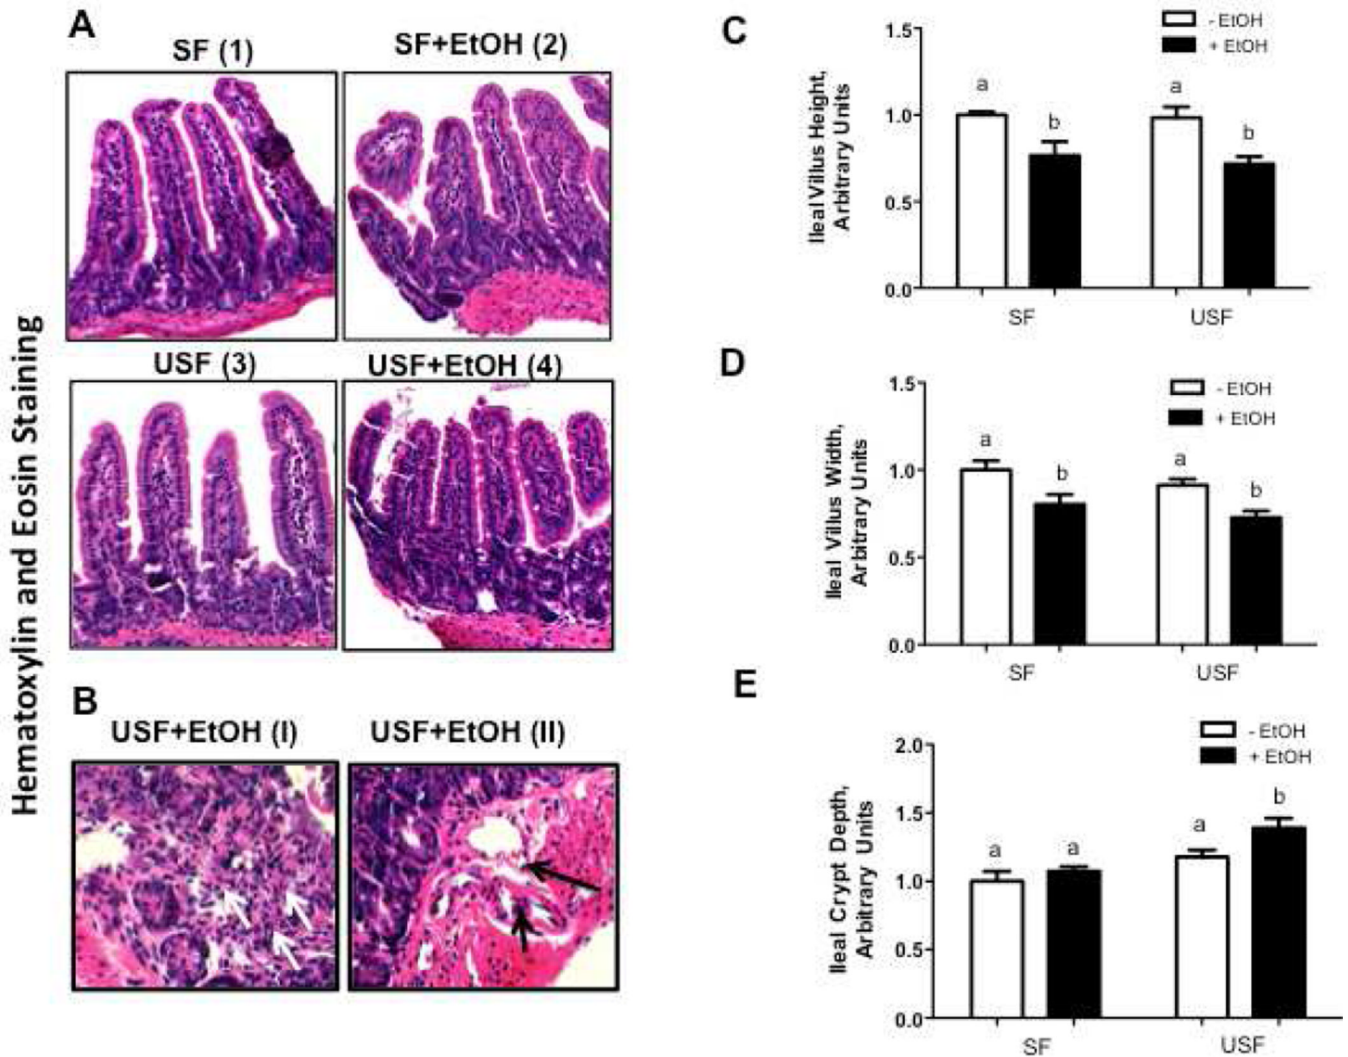 A
SF (1)
SF+EtOH (2)
USF (3)
USF+EtOH (4)
Hematoxylin and Eosin Staining
B
USF+EtOH (I)
USF+EtOH (II)
C
- EtOH
+ EtOH
Ileal Villus Height,
Arbitrary Units
1.5
1.0
0.5
0.0
a
b
a
b
SF
USF
D
- EtOH
+ EtOH
Ileal Villus Width,
Arbitrary Units
1.5
1.0
0.5
0.0
a
b
a
b
SF
USF
E
- EtOH
+ EtOH
Ileal Crypt Depth,
Arbitrary Units
2.0
1.5
1.0
0.5
0.0
a
a
a
b
SF
USF